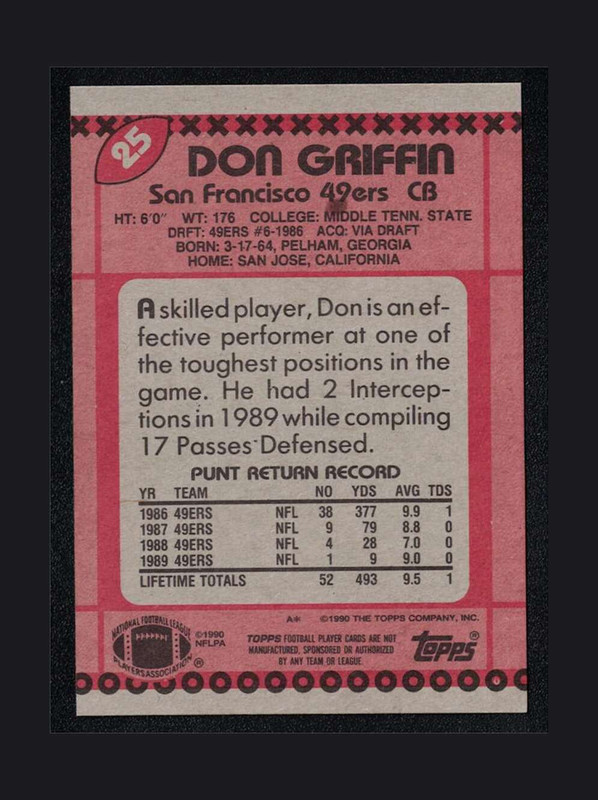 25
DON GRIFFIN
San Francisco 49ers CB
HT: 6'0" WT: 176 COLLEGE: MIDDLE TENN. STATE
DRFT: 49ERS #6-1986 ACQ: VIA DRAFT
BORN: 3-17-64, PELHAM, GEORGIA
HOME: SAN JOSE, CALIFORNIA
A skilled player, Don is an ef-
fective performer at one of
the toughest positions in the
game. He had 2 Intercep-
tions in 1989 while compiling
17 Passes Defensed.
PUNT RETURN RECORD
YR TEAM NO YDS AVG TDS
1986 49ERS NFL 38 377 9.9 1
1987 49ERS NFL 9 79 8.8 0
1988 49ERS NFL 4 28 7.0 0
1989 49ERS NFL 1 9 9.0 0
LIFETIME TOTALS 52 493 9.5 1
A* ©1990 THE TOPPS COMPANY, INC.
NATIONAL FOOTBALL LEAGUE
PLAYERS ASSOCIATION ®
©1990
NFLPA
TOPPS FOOTBALL PLAYER CARDS ARE NOT
MANUFACTURED, SPONSORED OR AUTHORIZED
BY ANY TEAM OR LEAGUE.
Topps ®